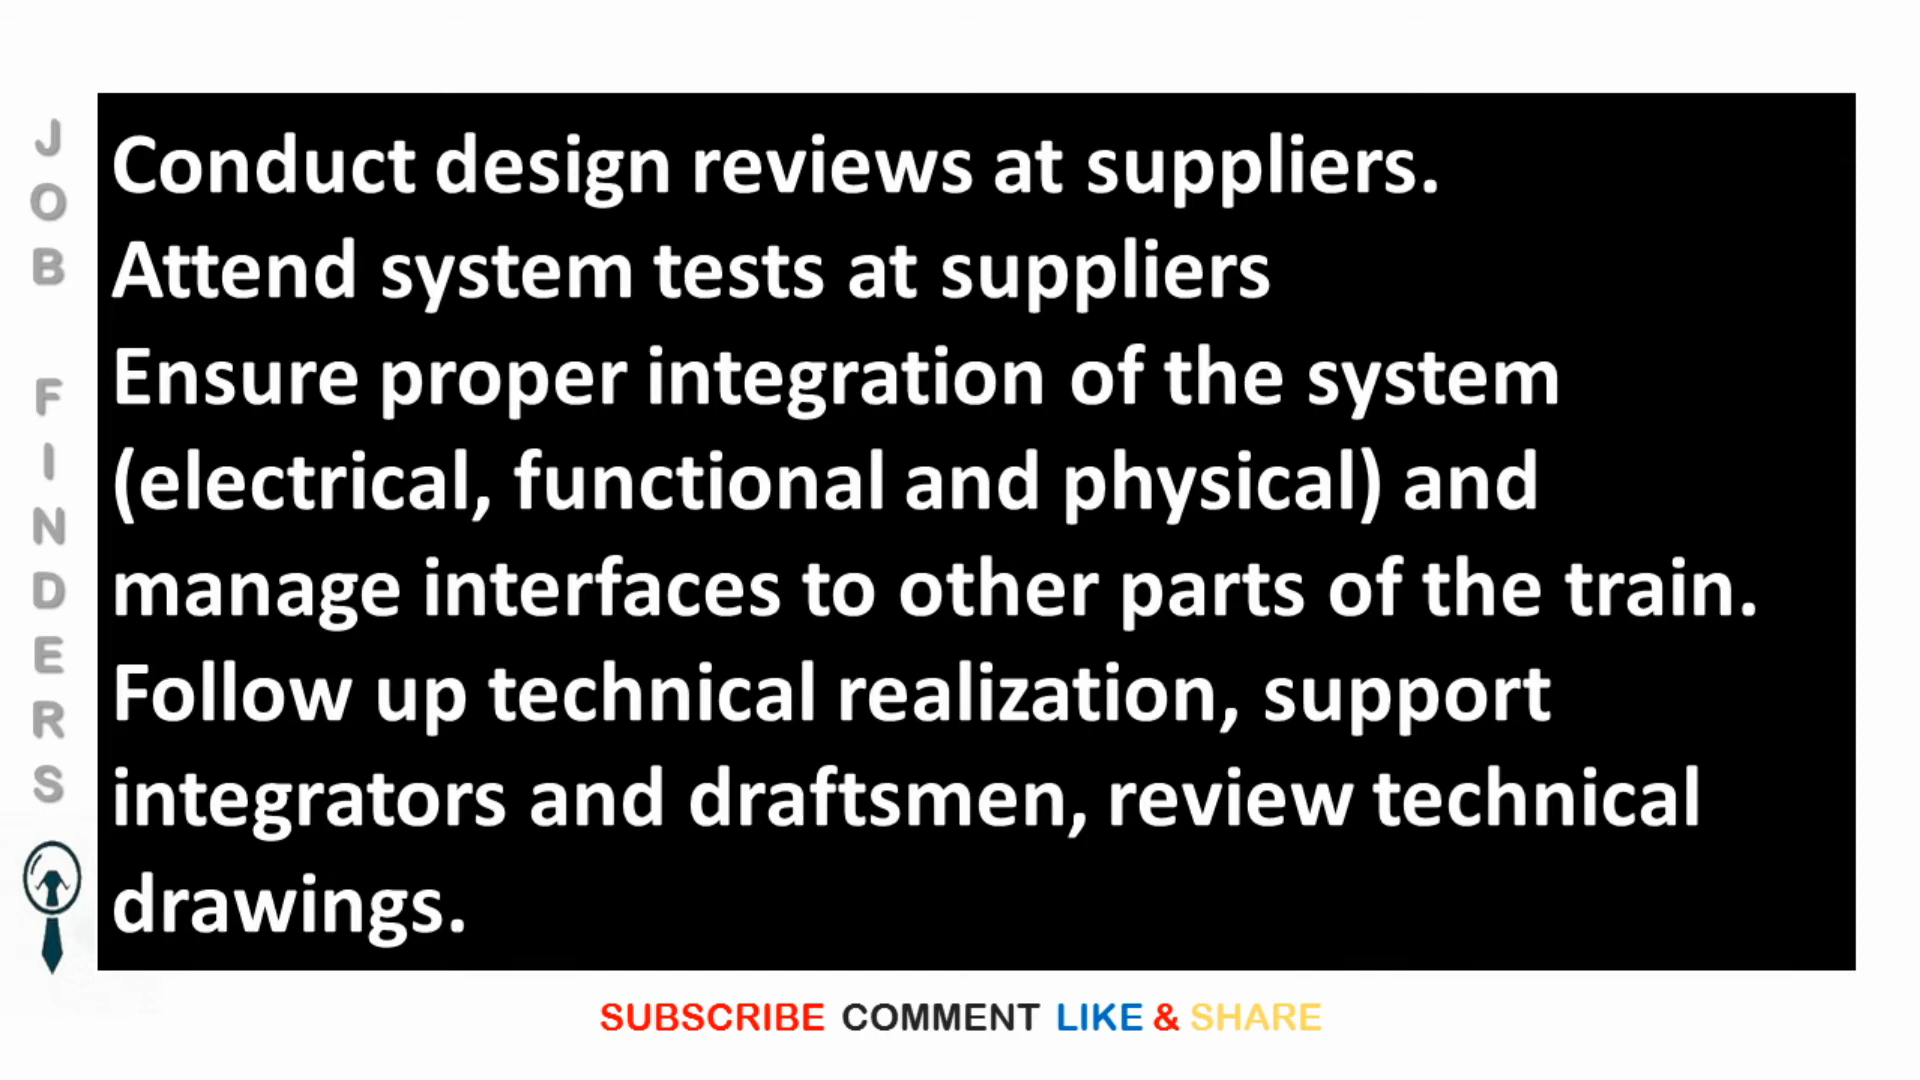 JOB FINDERS
Conduct design reviews at suppliers.
Attend system tests at suppliers
Ensure proper integration of the system
(electrical, functional and physical) and
manage interfaces to other parts of the train.
Follow up technical realization, support
integrators and draftsmen, review technical
drawings.
SUBSCRIBE COMMENT LIKE & SHARE